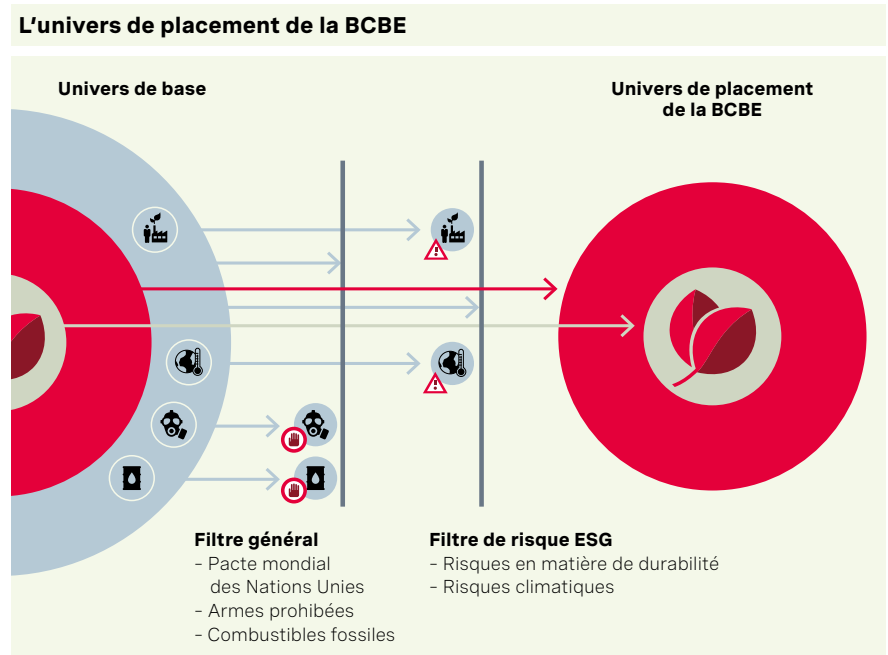 L’univers de placement de la BCBE
Univers de base
Univers de placement
de la BCBE
Filtre général
- Pacte mondial
des Nations Unies
- Armes prohibées
- Combustibles fossiles
Filtre de risque ESG
- Risques en matière de durabilité
- Risques climatiques